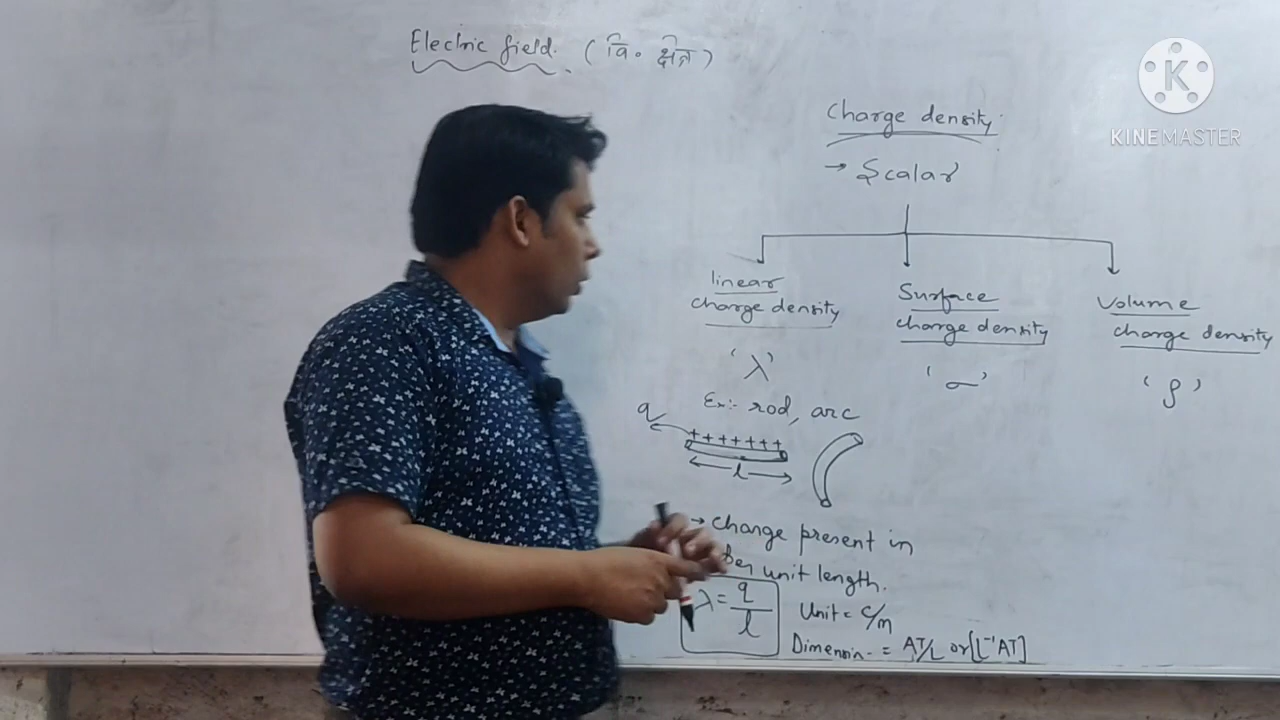 Electric field. (वि० क्षेत्र)
K
KINEMASTER
Charge density
→ Scalar
linear
charge density
Surface
charge density
Volume
charge density
'λ'
'σ'
'ρ'
Ex:- rod, arc
q
+ + + + + + +
l
→ Charge present in
per unit length.
λ = q/l
Unit = C/m
Dimension = AT/L or [L⁻¹AT]